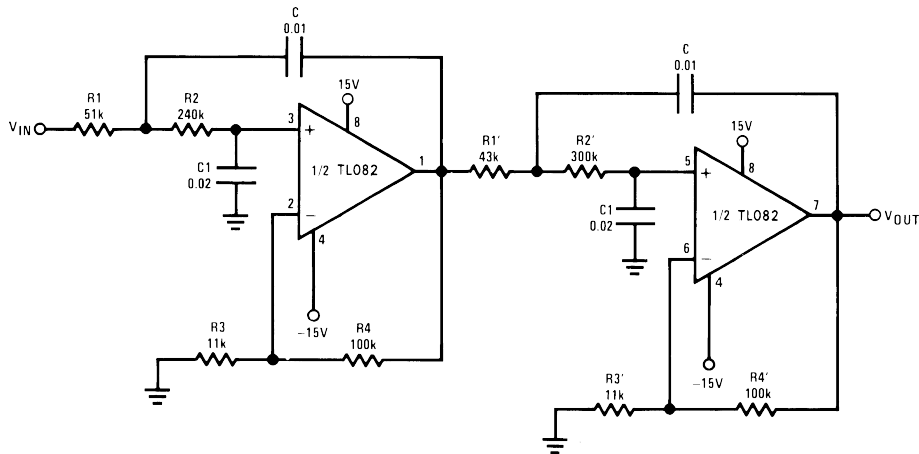 C
0.01
R1
51k
R2
240k
15V
8
3
+
VIN
C1
0.02
1/2 TL082
1
2
−
4
−15V
R3
11k
R4
100k
C
0.01
R1'
43k
R2'
300k
15V
8
5
+
C1
0.02
1/2 TL082
7
VOUT
6
−
4
−15V
R3'
11k
R4'
100k